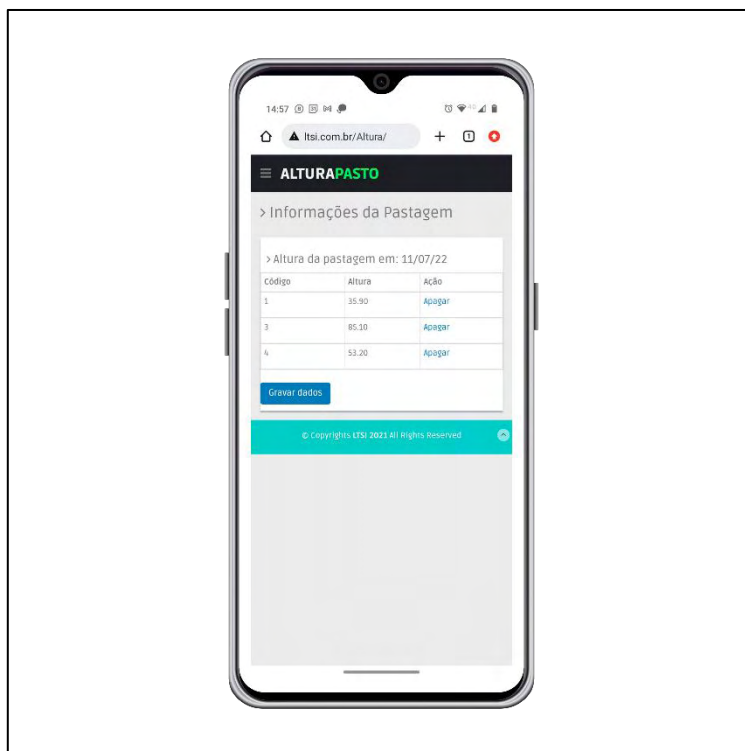 14:57
ltsi.com.br/Altura/
1
ALTURAPASTO
> Informações da Pastagem
> Altura da pastagem em: 11/07/22
Código Altura Ação
1 35.90 Apagar
3 85.10 Apagar
4 53.20 Apagar
Gravar dados
© Copyrights LTSI 2021 All Rights Reserved